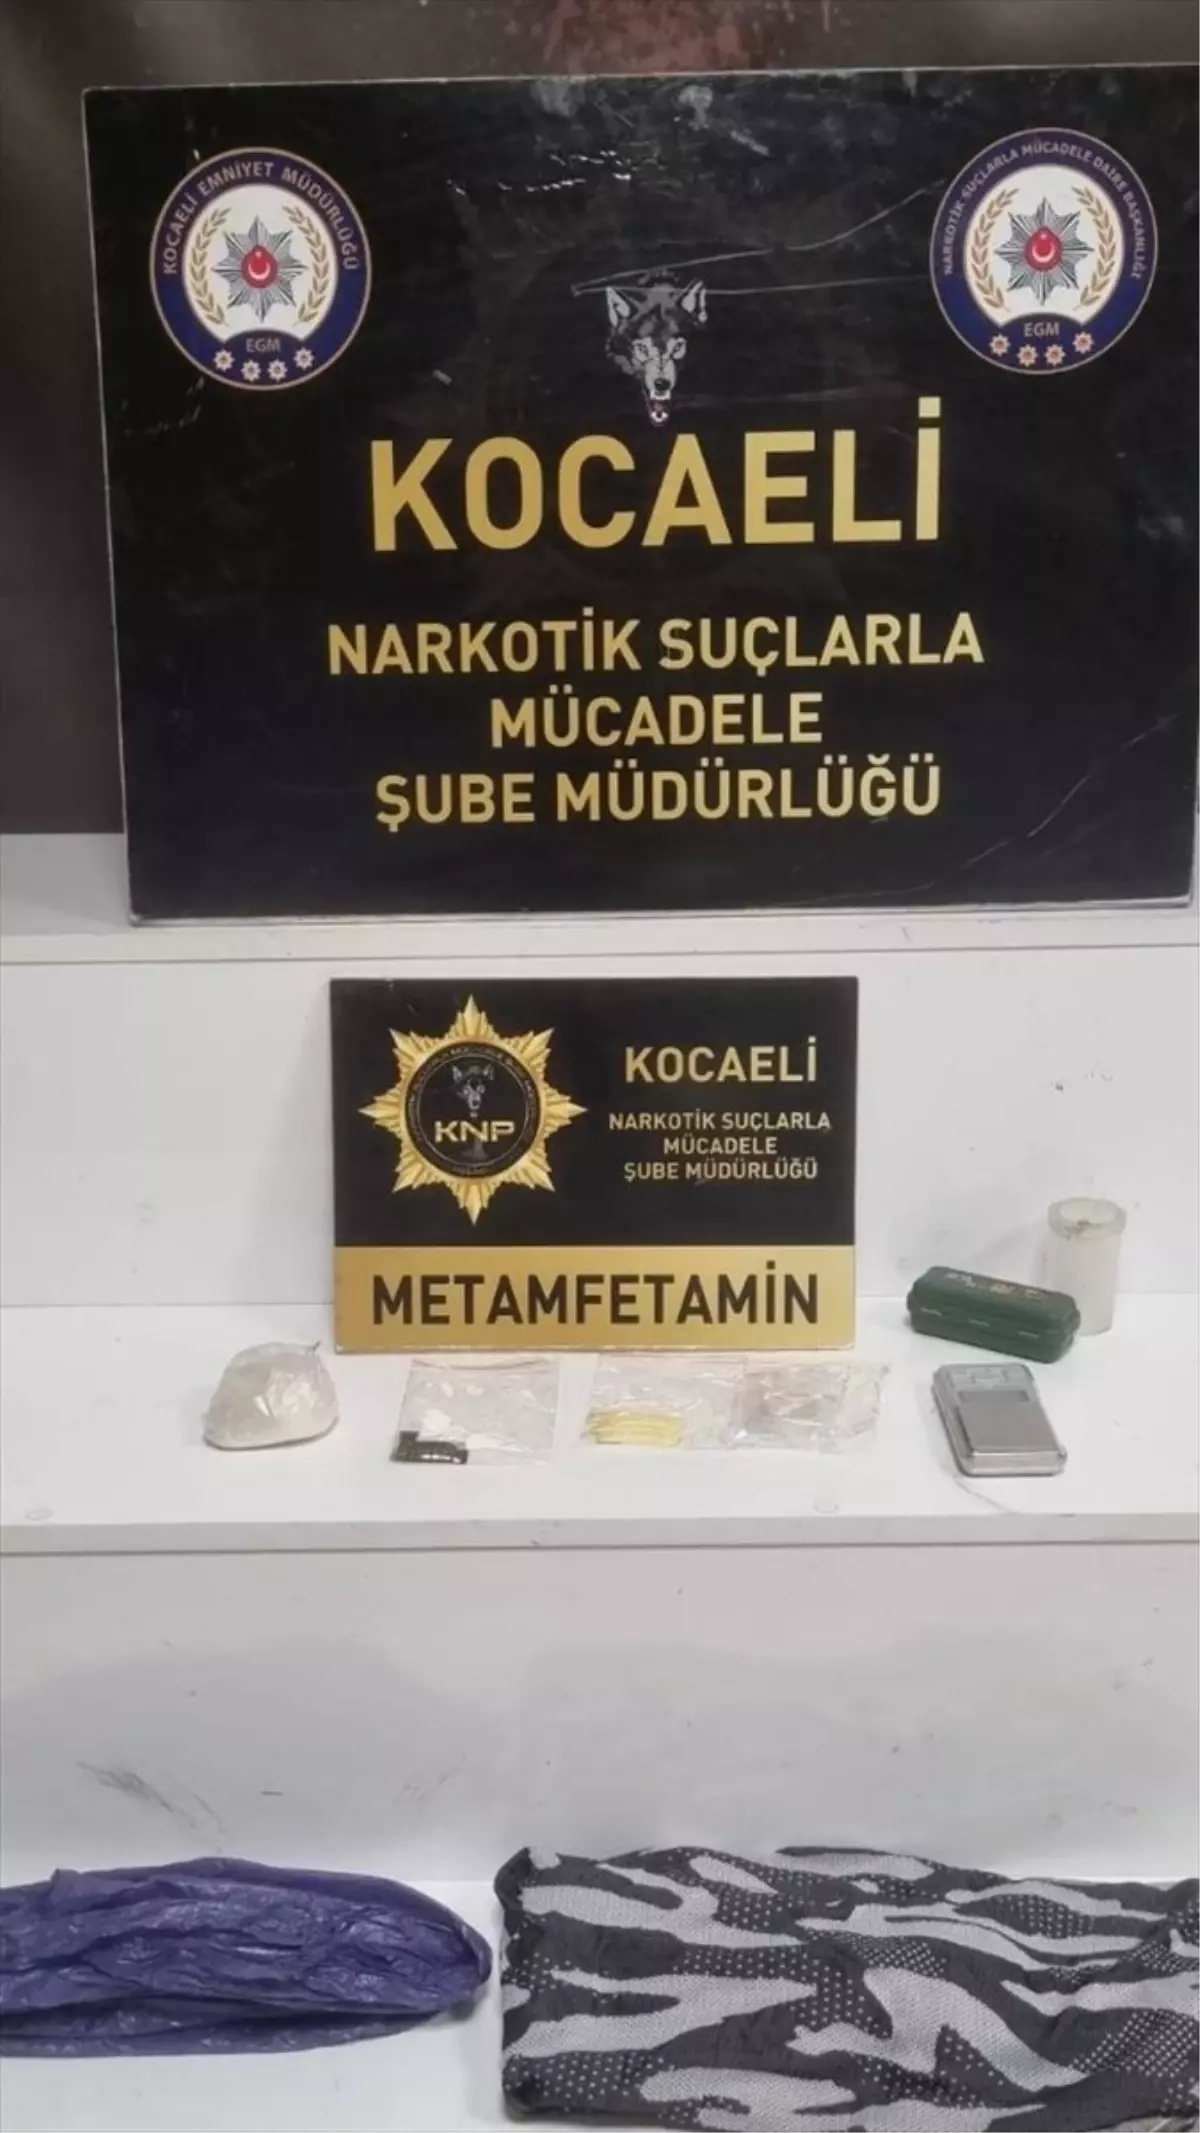 KOCAELİ EMNİYET MÜDÜRLÜĞÜ
EGM
NARKOTİK SUÇLARLA MÜCADELE DAİRE BAŞKANLIĞI
EGM
KOCAELİ
NARKOTİK SUÇLARLA
MÜCADELE
ŞUBE MÜDÜRLÜĞÜ
KNP
KOCAELİ
NARKOTİK SUÇLARLA
MÜCADELE
ŞUBE MÜDÜRLÜĞÜ
METAMFETAMİN